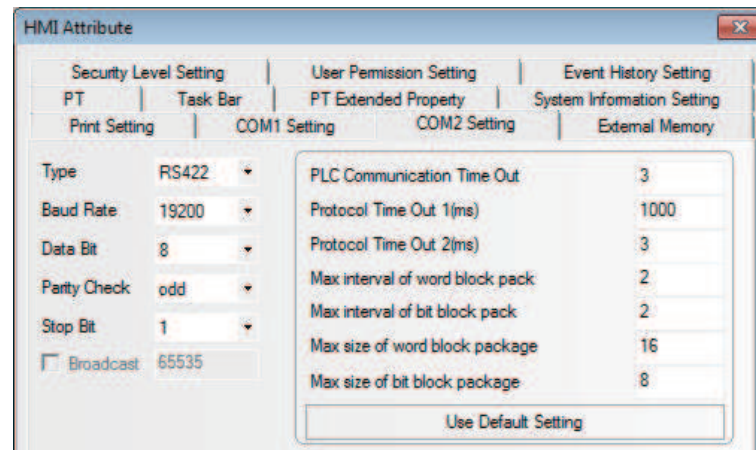 HMI Attribute
Security Level Setting User Permission Setting Event History Setting
PT Task Bar PT Extended Property System Information Setting
Print Setting COM1 Setting COM2 Setting External Memory
Type RS422
Baud Rate 19200
Data Bit 8
Parity Check odd
Stop Bit 1
Broadcast 65535
PLC Communication Time Out 3
Protocol Time Out 1(ms) 1000
Protocol Time Out 2(ms) 3
Max interval of word block pack 2
Max interval of bit block pack 2
Max size of word block package 16
Max size of bit block package 8
Use Default Setting